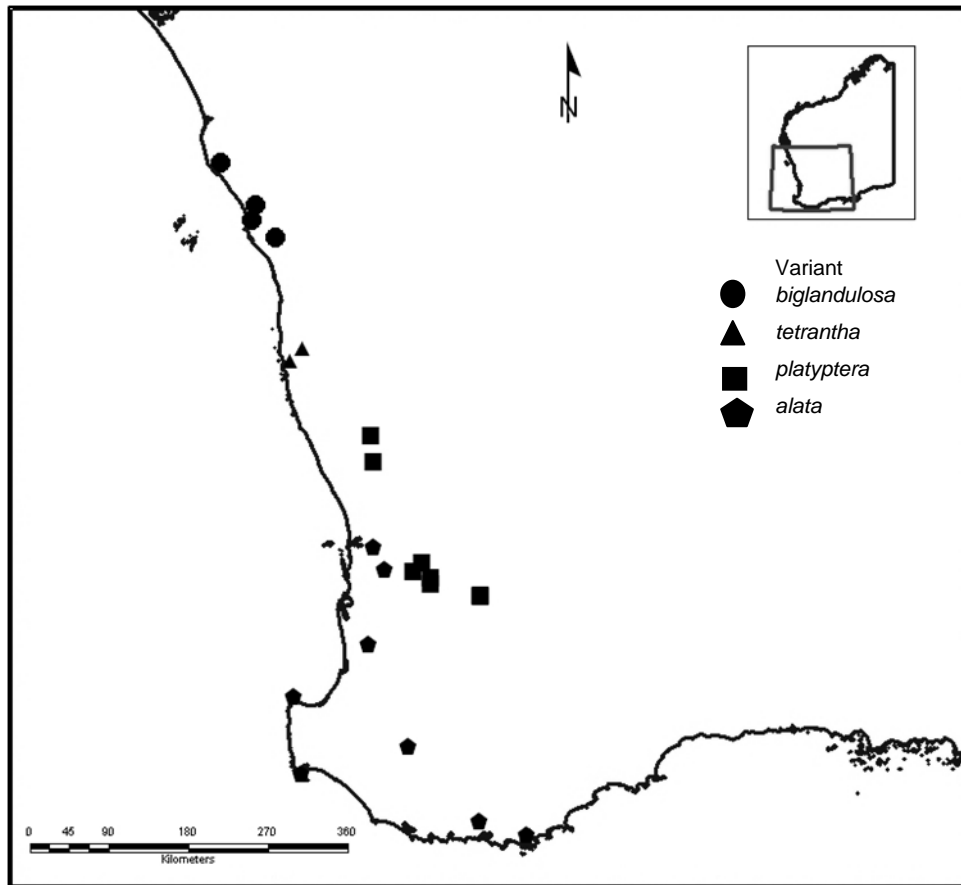 N
Variant
biglandulosa
tetrantha
platyptera
alata
0 45 90 180 270 360
Kilometers